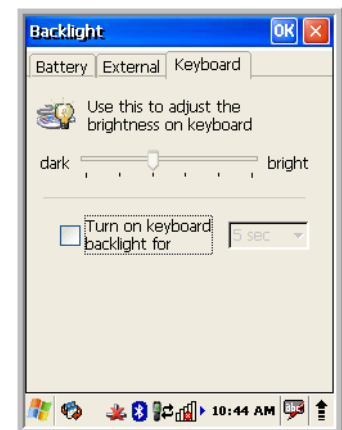 Backlight OK
Battery External Keyboard
Use this to adjust the
brightness on keyboard
dark bright
Turn on keyboard
backlight for
5 sec
10:44 AM